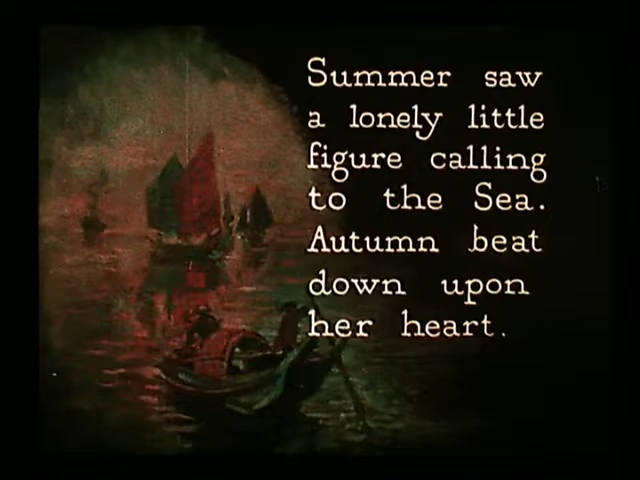 Summer saw
a lonely little
figure calling
to the Sea.
Autumn beat
down upon
her heart.